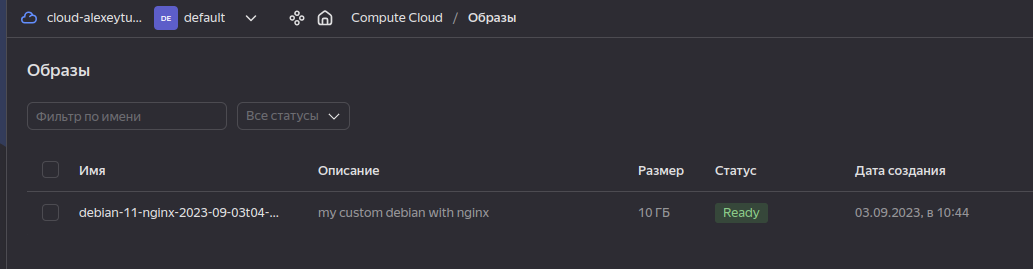 cloud-alexeytu... DE default Compute Cloud / Образы
Образы
Фильтр по имени Все статусы
Имя Описание Размер Статус Дата создания
debian-11-nginx-2023-09-03t04-... my custom debian with nginx 10 ГБ Ready 03.09.2023, в 10:44